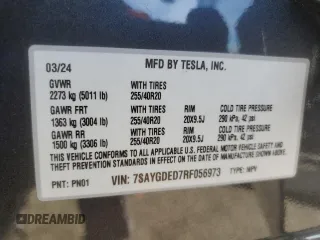 03/24 MFD BY TESLA, INC.
GVWR WITH TIRES
2273 kg (5011 lb) 255/40R20
GAWR FRT WITH TIRES RIM COLD TIRE PRESSURE
1363 kg (3004 lb) 255/40R20 20X9.5J 290 kPa, 42 psi
GAWR RR WITH TIRES RIM COLD TIRE PRESSURE
1500 kg (3306 lb) 255/40R20 20X9.5J 290 kPa, 42 psi
THIS VEHICLE CONFORMS TO ALL APPLICABLE FEDERAL MOTOR VEHICLE
SAFETY AND THEFT PREVENTION STANDARDS IN EFFECT ON THE DATE OF
MANUFACTURE SHOWN ABOVE.
PNT: PN01 VIN: 7SAYGDED7RF056973 TYPE: MPV
DREAMBID